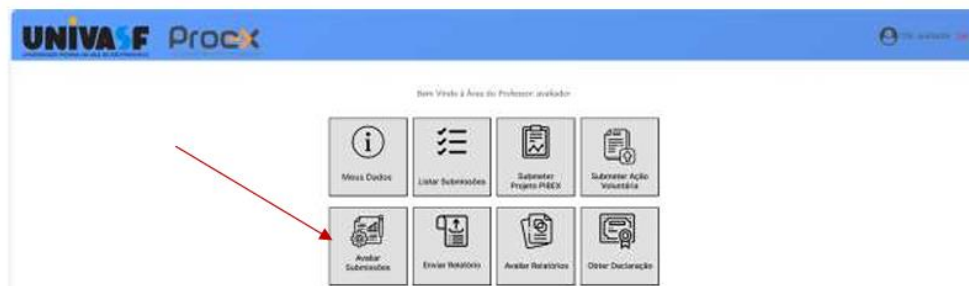 UNIVASF Proex
Bem Vindo à Área do Professor avaliador
Meus Dados
Listar Submissões
Submeter
Projeto PIBEX
Submeter Ação
Voluntária
Avaliar
Submissões
Enviar Relatório
Avaliar Relatórios
Obter Declaração